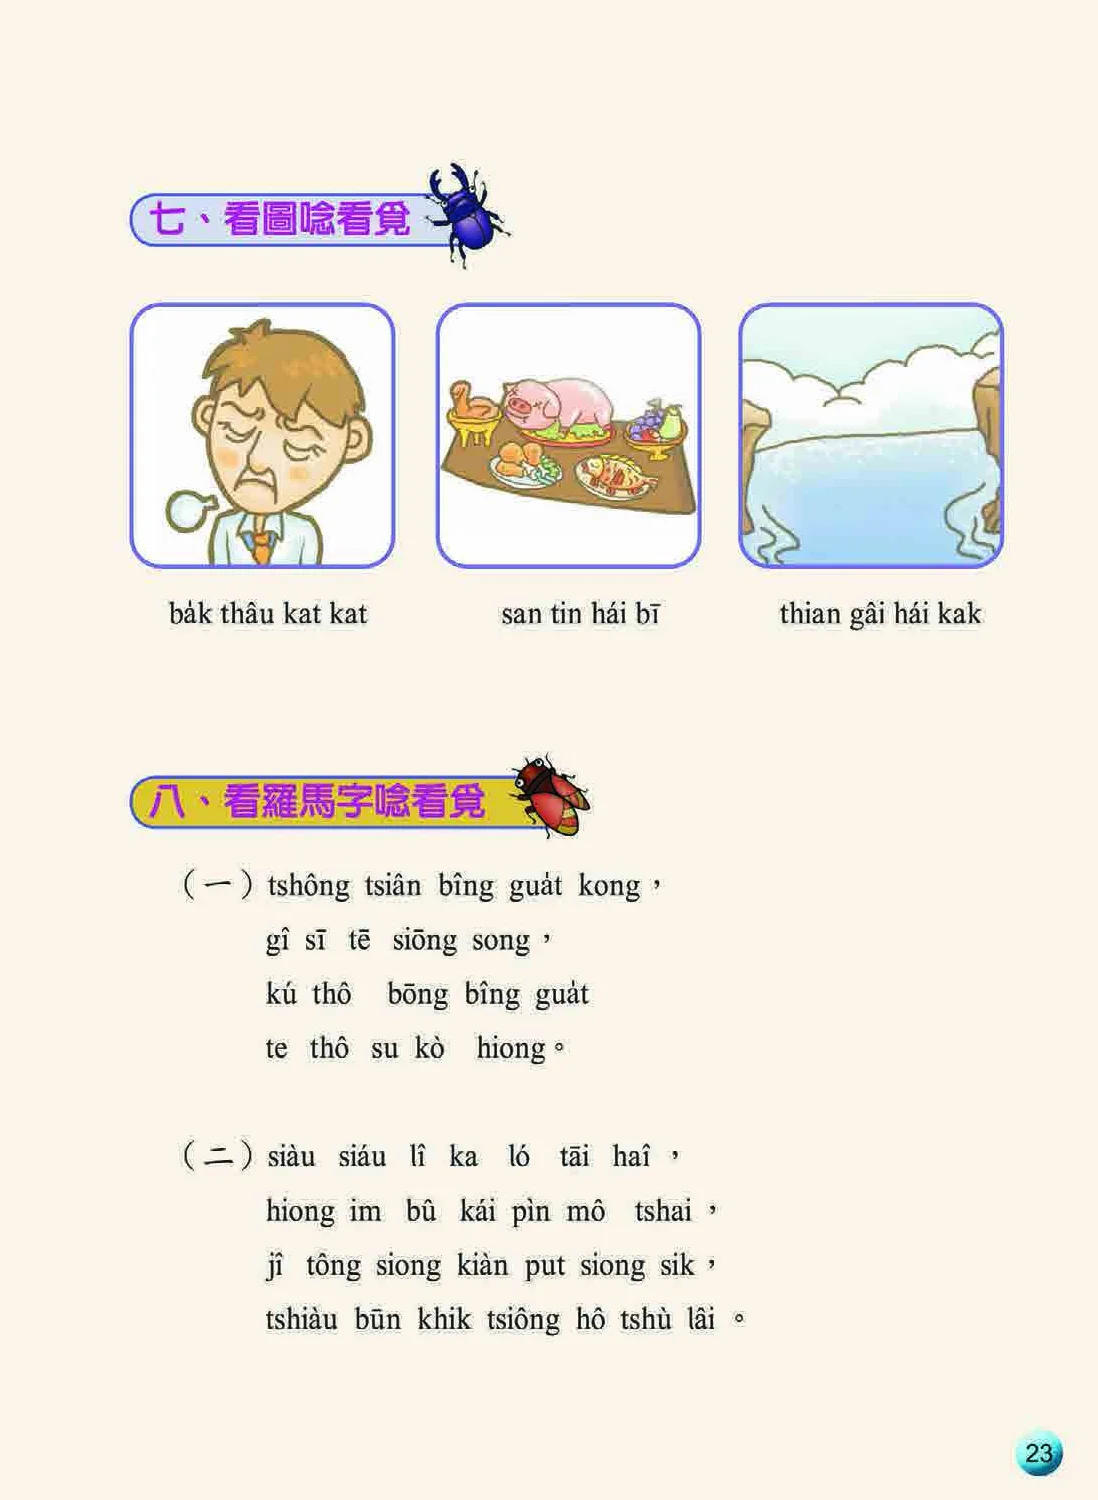 七、看圖唸看覓
ba̍k thâu kat kat
san tin hái bī
thian gâi hái kak
八、看羅馬字唸看覓
（一）tshông tsiân bîng gua̍t kong，
gî sī tē siōng song，
kú thô bōng bîng gua̍t
te thô su kò hiong。
（二）siàu siáu lî ka ló tāi haî，
hiong im bû kái pìn mô tshai，
jî tông siong kiàn put siong sik，
tshiàu būn khik tsiông hô tshù lâi。
23